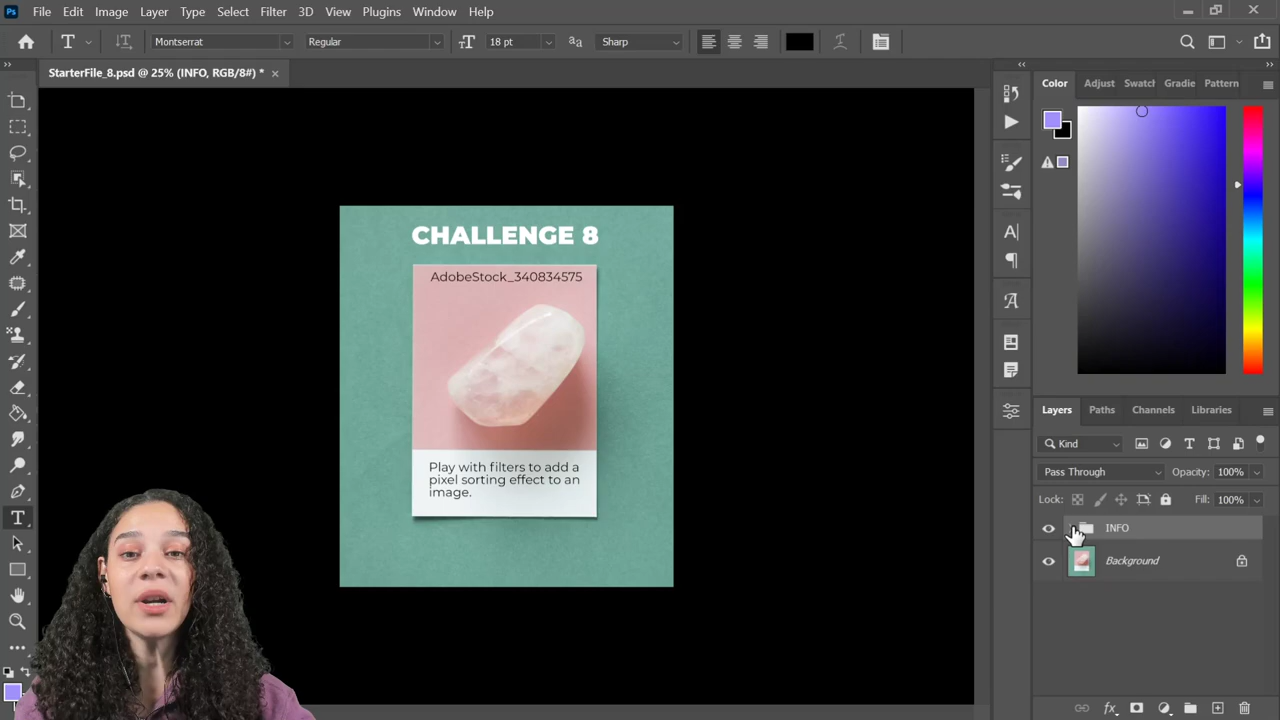 Ps File Edit Image Layer Type Select Filter 3D View Plugins Window Help
T Montserrat Regular 18 pt Sharp
StarterFile_8.psd @ 25% (INFO, RGB/8#) *
Color Adjust Swatch Gradie Pattern
CHALLENGE 8
AdobeStock_340834575
Play with filters to add a
pixel sorting effect to an
image.
Layers Paths Channels Libraries
Kind
Pass Through Opacity: 100%
Lock: Fill: 100%
INFO
Background
fx